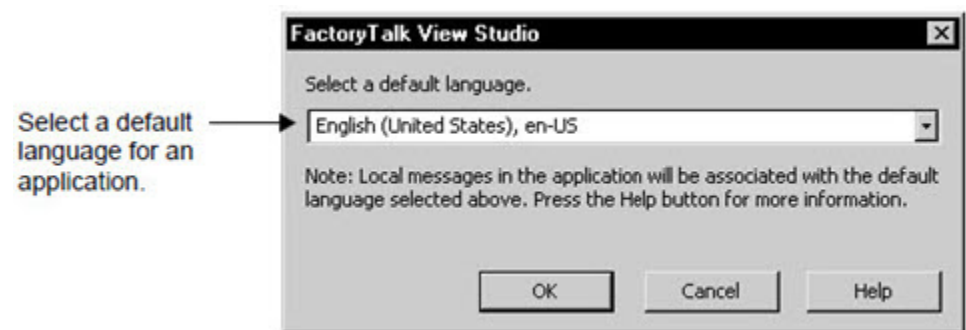 FactoryTalk View Studio
Select a default language.
Select a default
language for an
application.
English (United States), en-US
Note: Local messages in the application will be associated with the default
language selected above. Press the Help button for more information.
OK
Cancel
Help